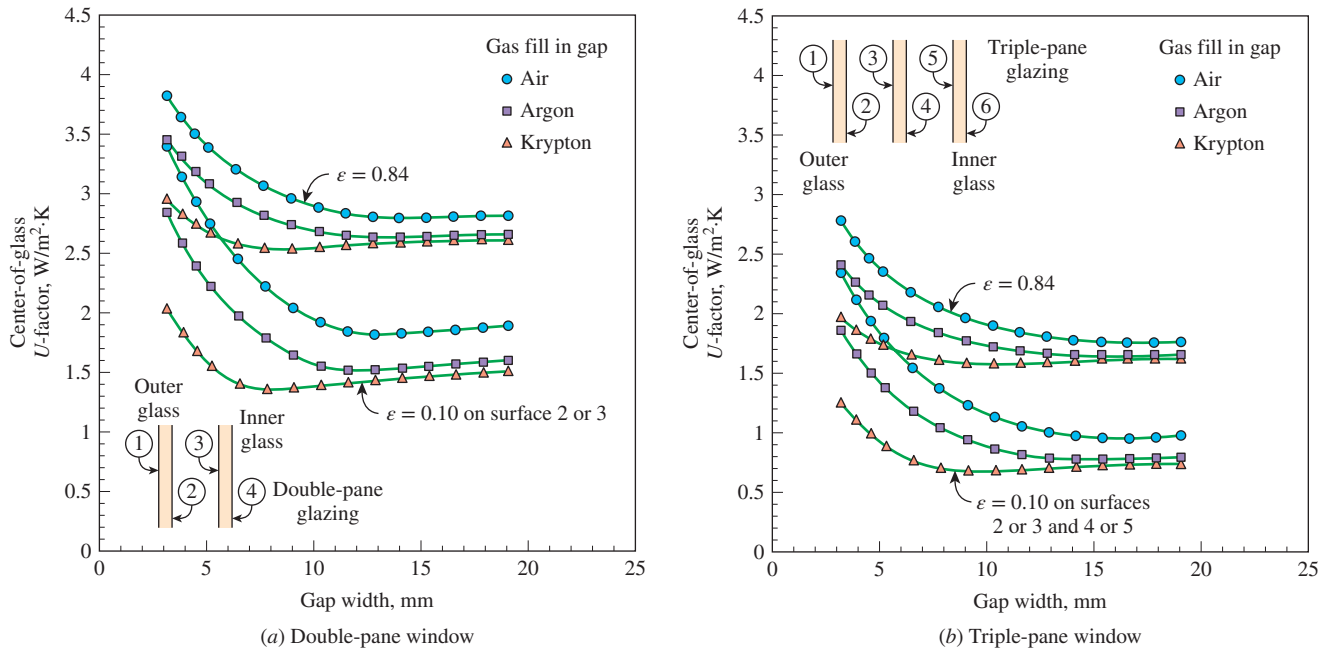 4.5
4
3.5
3
2.5
2
1.5
1
0.5
0
Center-of-glass
U-factor, W/m²·K
Gas fill in gap
Air
Argon
Krypton
ε = 0.84
ε = 0.10 on surface 2 or 3
Outer
glass
Inner
glass
1
3
2
4
Double-pane
glazing
0
5
10
15
20
25
Gap width, mm
(a) Double-pane window
4.5
4
3.5
3
2.5
2
1.5
1
0.5
0
Center-of-glass
U-factor, W/m²·K
1
3
5
2
4
6
Triple-pane
glazing
Outer
glass
Inner
glass
Gas fill in gap
Air
Argon
Krypton
ε = 0.84
ε = 0.10 on surfaces
2 or 3 and 4 or 5
0
5
10
15
20
25
Gap width, mm
(b) Triple-pane window